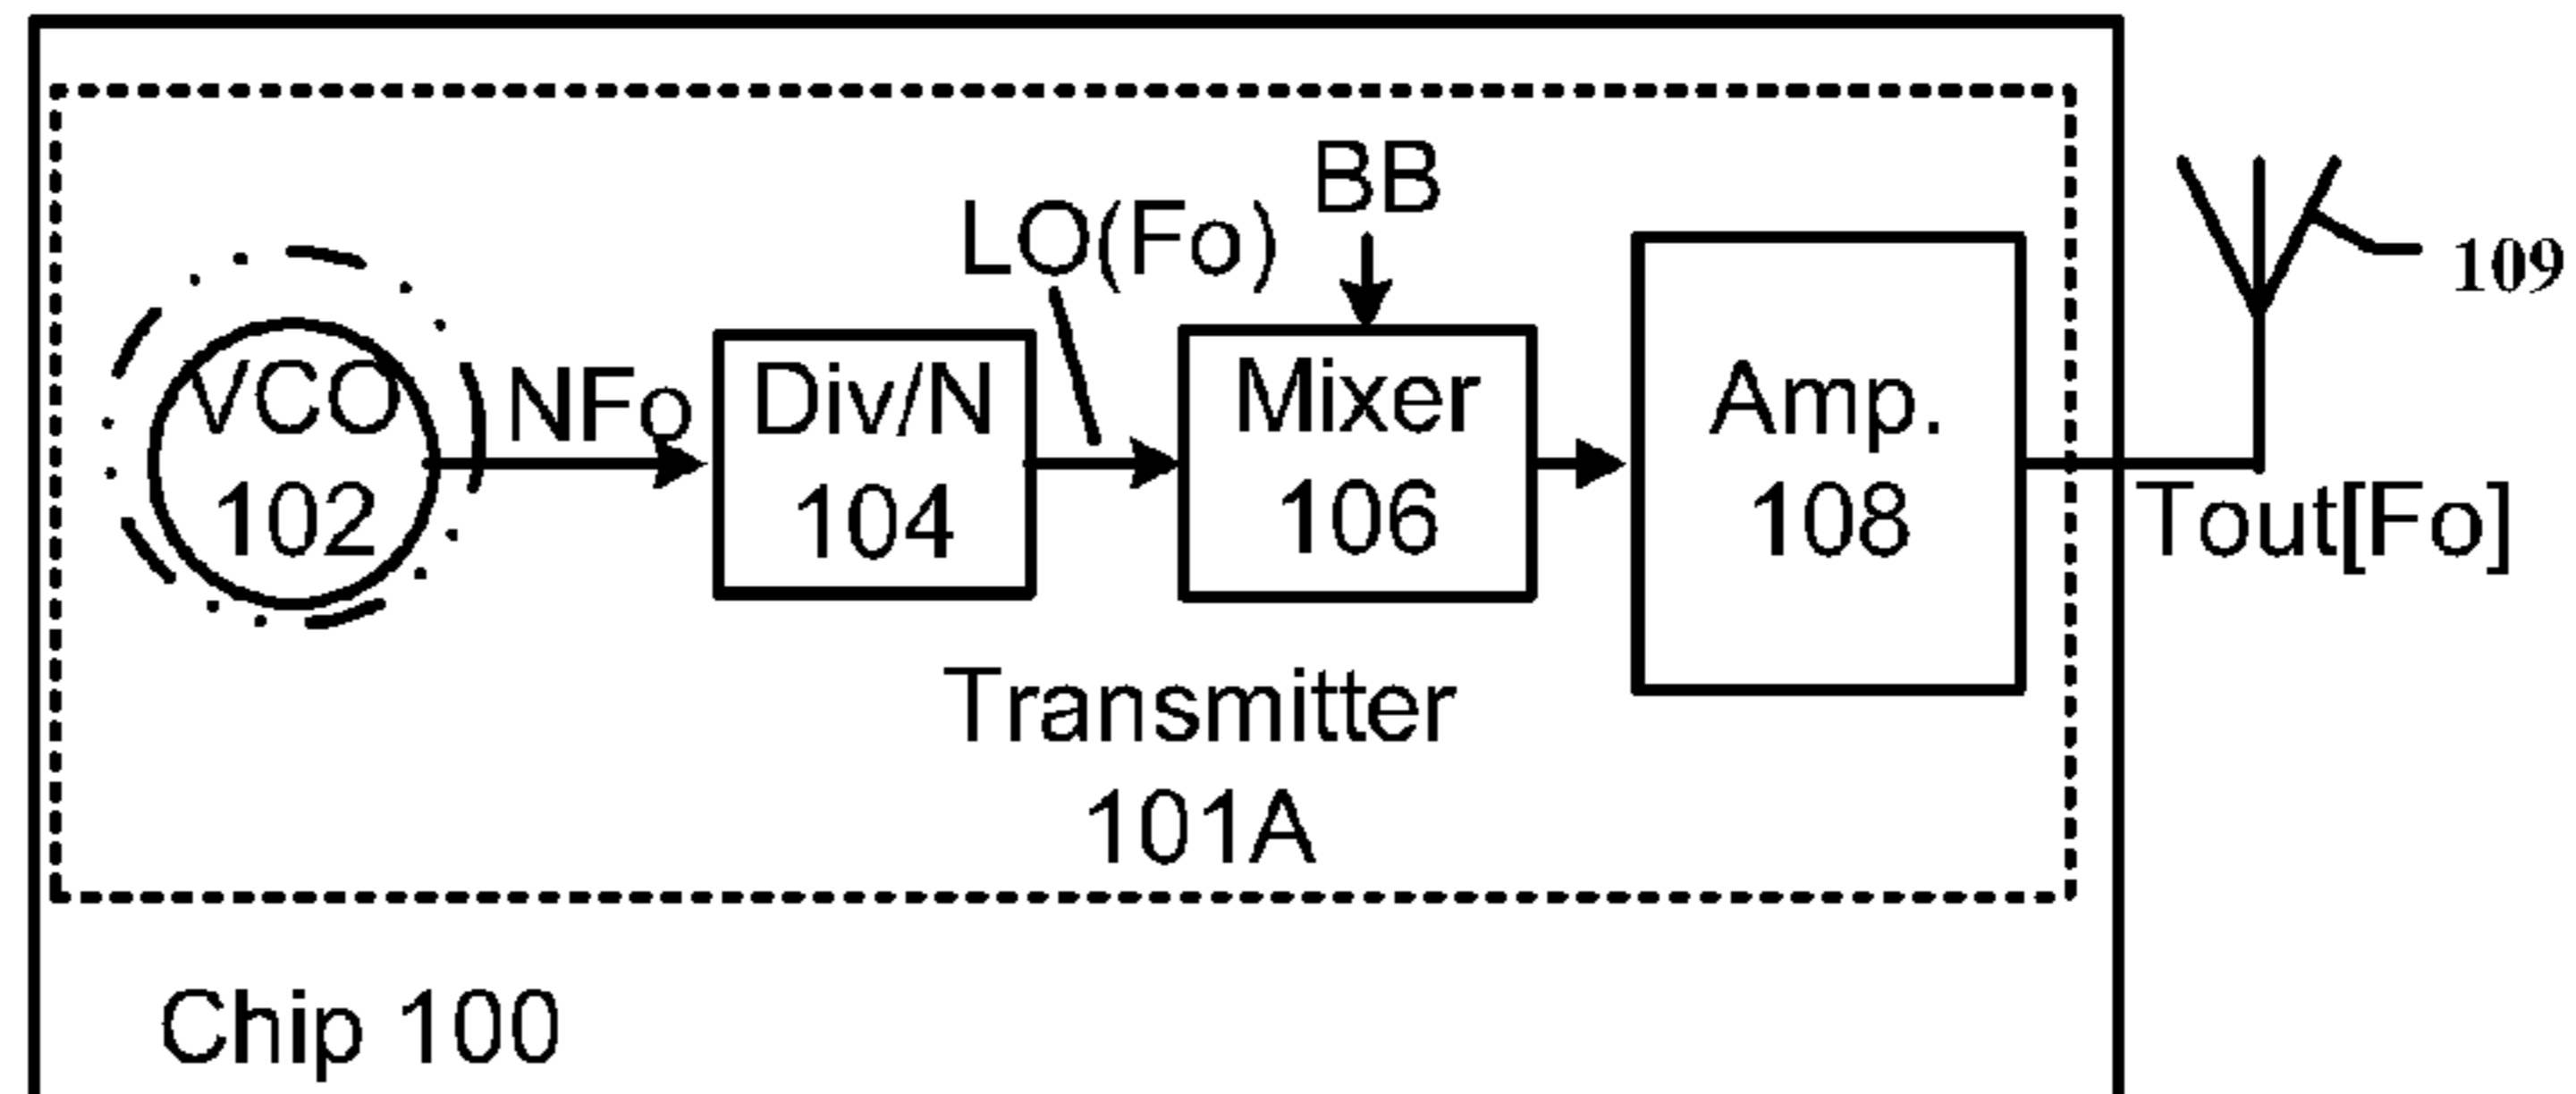 BB
LO(Fo)
109
VCO
102
NFo
Div/N
104
Mixer
106
Amp.
108
Tout[Fo]
Transmitter
101A
Chip 100